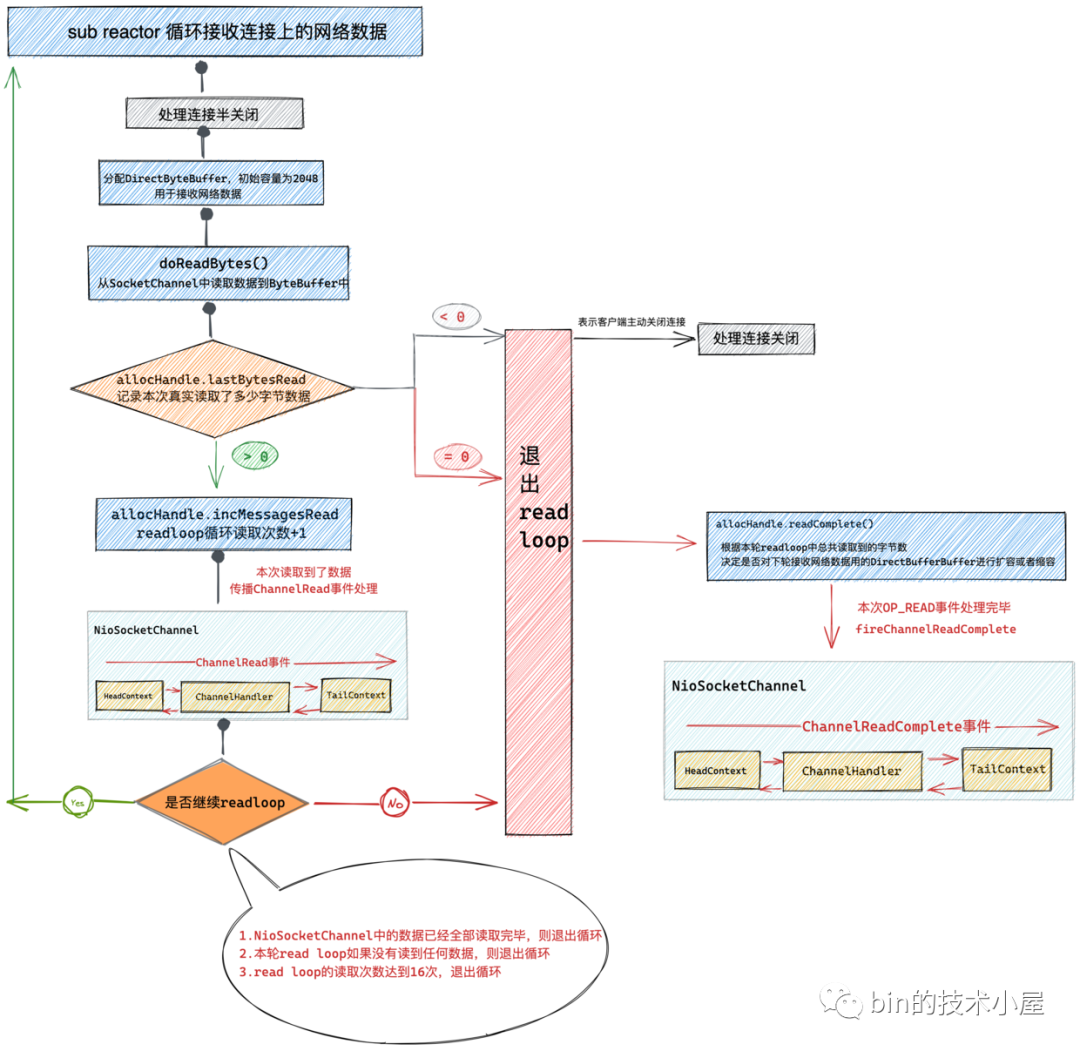 sub reactor 循环接收连接上的网络数据
处理连接半关闭
分配DirectByteBuffer，初始容量为2048
用于接收网络数据
doReadBytes()
从SocketChannel中读取数据到ByteBuffer中
allocHandle.lastBytesRead
记录本次真实读取了多少字节数据
< 0
= 0
> 0
表示客户端主动关闭连接
处理连接关闭
退
出
read
loop
allocHandle.incMessagesRead
readloop循环读取次数+1
本次读取到了数据
传播ChannelRead事件处理
NioSocketChannel
ChannelRead事件
HeadContext
ChannelHandler
TailContext
是否继续readloop
Yes
No
allocHandle.readComplete()
根据本轮readloop中总共读取到的字节数
决定是否对下轮接收网络数据用的DirectBufferBuffer进行扩容或者缩容
本次OP_READ事件处理完毕
fireChannelReadComplete
NioSocketChannel
ChannelReadComplete事件
HeadContext
ChannelHandler
TailContext
1.NioSocketChannel中的数据已经全部读取完毕，则退出循环
2.本轮read loop如果没有读到任何数据，则退出循环
3.read loop的读取次数达到16次，退出循环
bin的技术小屋